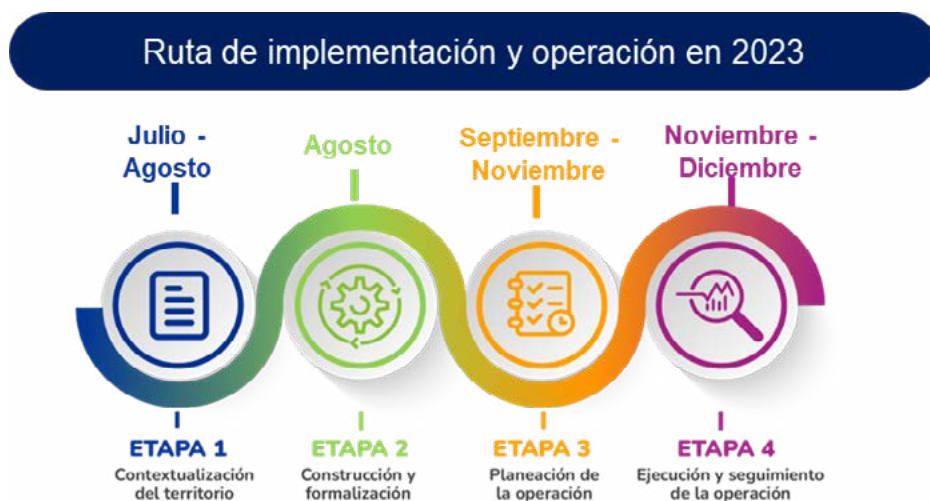 Ruta de implementación y operación en 2023
Julio -
Agosto
Agosto
Septiembre -
Noviembre
Noviembre -
Diciembre
ETAPA 1
Contextualización
del territorio
ETAPA 2
Construcción y
formalización
ETAPA 3
Planeación de
la operación
ETAPA 4
Ejecución y seguimiento
de la operación